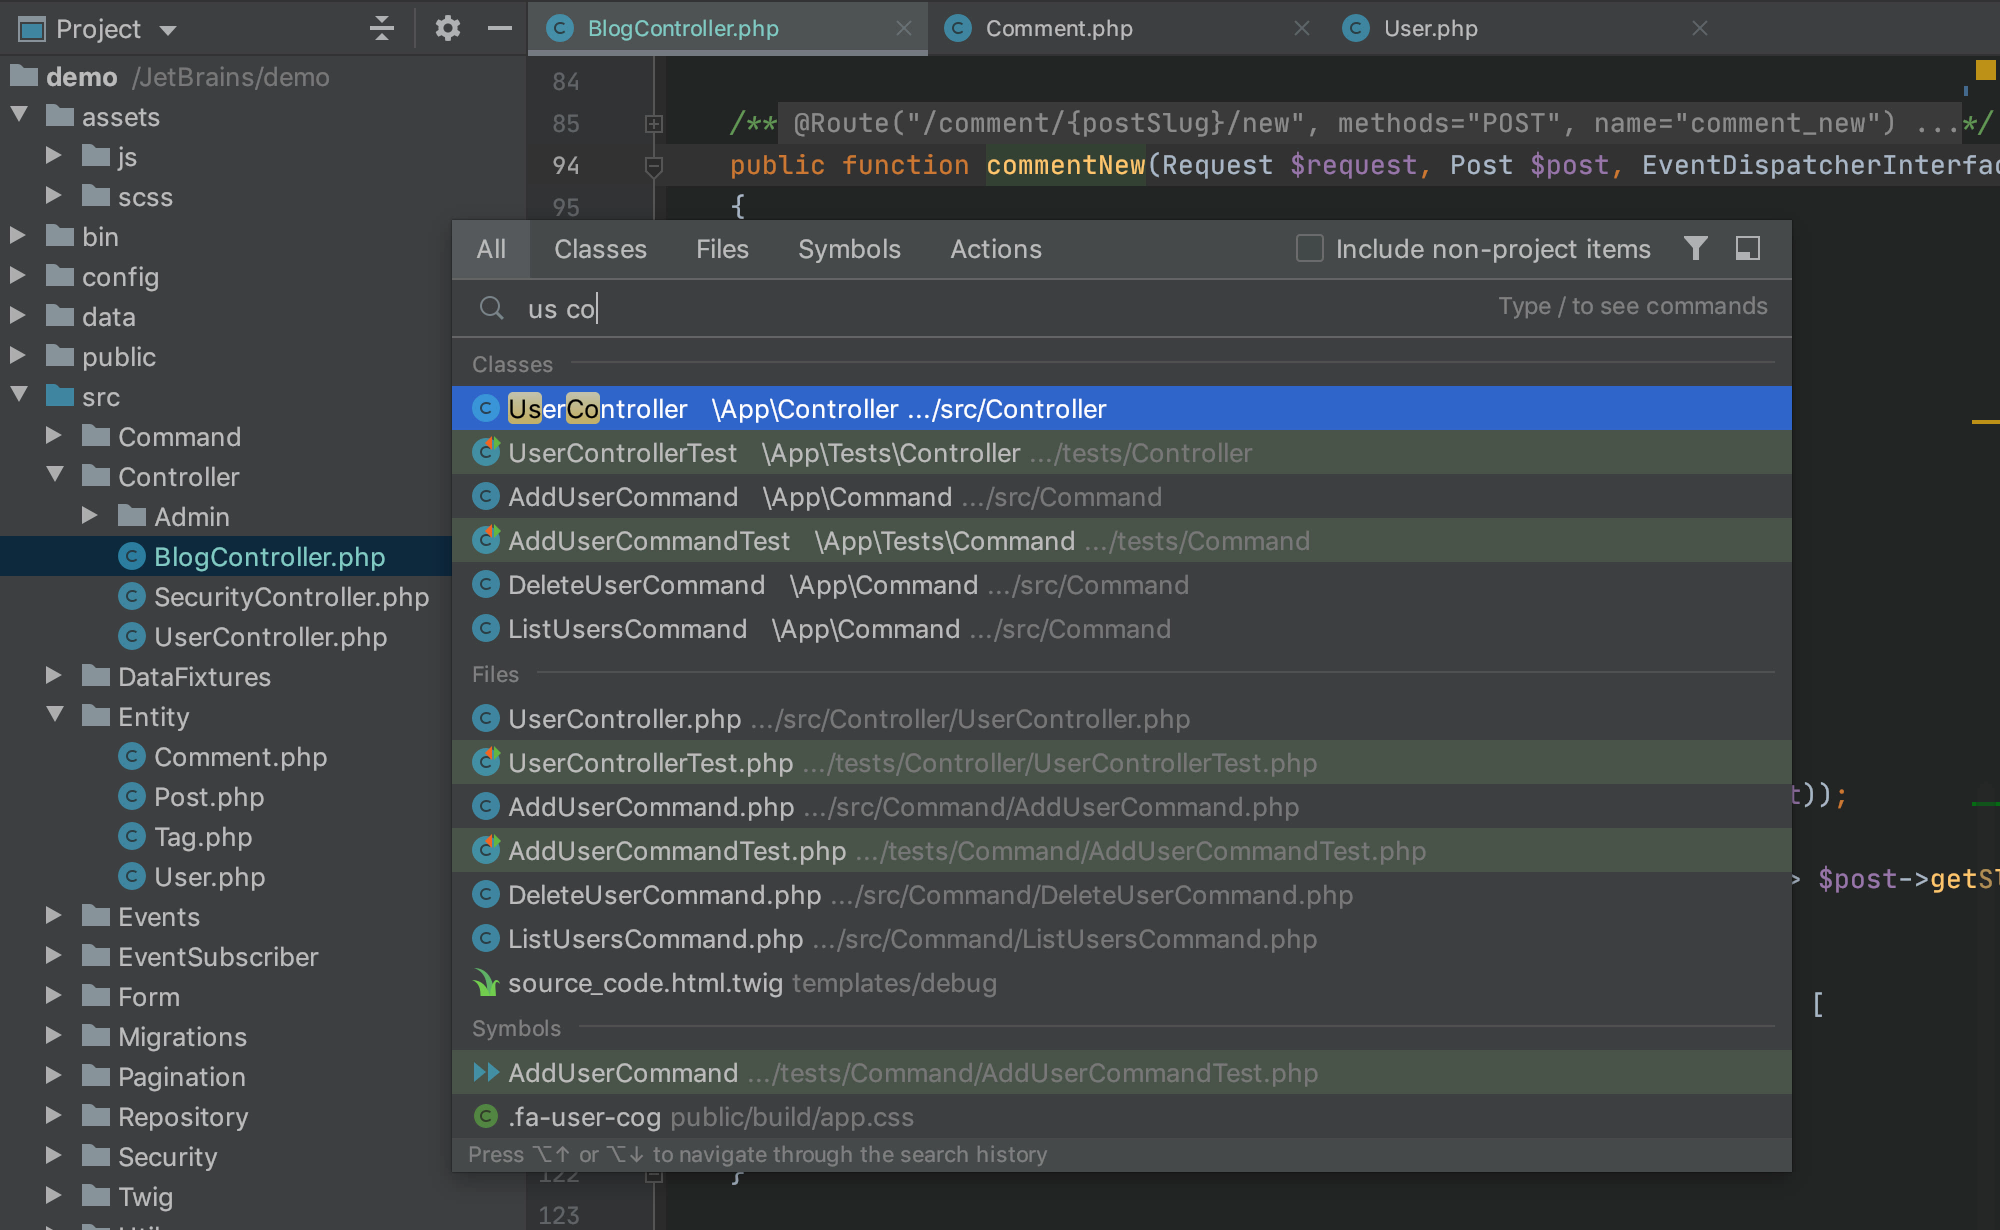 Project
BlogController.php
Comment.php
User.php
demo /JetBrains/demo
assets
js
scss
bin
config
data
public
src
Command
Controller
Admin
BlogController.php
SecurityController.php
UserController.php
DataFixtures
Entity
Comment.php
Post.php
Tag.php
User.php
Events
EventSubscriber
Form
Migrations
Pagination
Repository
Security
Twig
84
85 /** @Route("/comment/{postSlug}/new", methods="POST", name="comment_new") ...*/
94 public function commentNew(Request $request, Post $post, EventDispatcherInterfac
95 {
All Classes Files Symbols Actions Include non-project items
us co Type / to see commands
Classes
UserController \App\Controller .../src/Controller
UserControllerTest \App\Tests\Controller .../tests/Controller
AddUserCommand \App\Command .../src/Command
AddUserCommandTest \App\Tests\Command .../tests/Command
DeleteUserCommand \App\Command .../src/Command
ListUsersCommand \App\Command .../src/Command
Files
UserController.php .../src/Controller/UserController.php
UserControllerTest.php .../tests/Controller/UserControllerTest.php
AddUserCommand.php .../src/Command/AddUserCommand.php
AddUserCommandTest.php .../tests/Command/AddUserCommandTest.php
DeleteUserCommand.php .../src/Command/DeleteUserCommand.php
ListUsersCommand.php .../src/Command/ListUsersCommand.php
source_code.html.twig templates/debug
Symbols
AddUserCommand .../tests/Command/AddUserCommandTest.php
.fa-user-cog public/build/app.css
Press ⌥↑ or ⌥↓ to navigate through the search history
t));
> $post->getSl
[
122 }
123